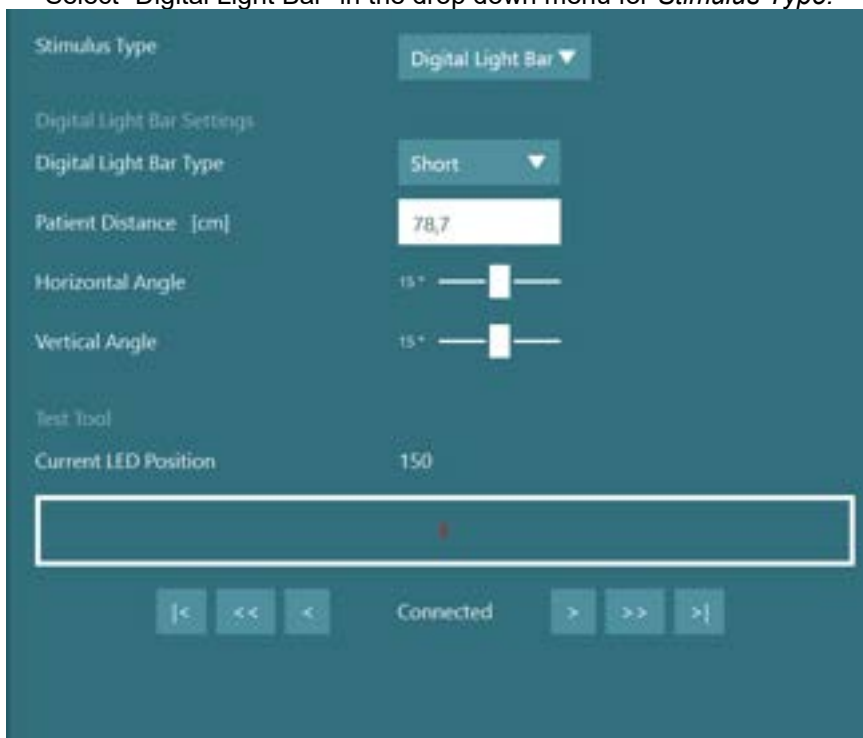 Select "Digital Light Bar" in the drop down menu for Stimulus Type.
Stimulus Type Digital Light Bar
Digital Light Bar Settings
Digital Light Bar Type Short
Patient Distance [cm] 78,7
Horizontal Angle 15°
Vertical Angle 15°
Test Tool
Current LED Position 150
|< << < Connected > >> >|